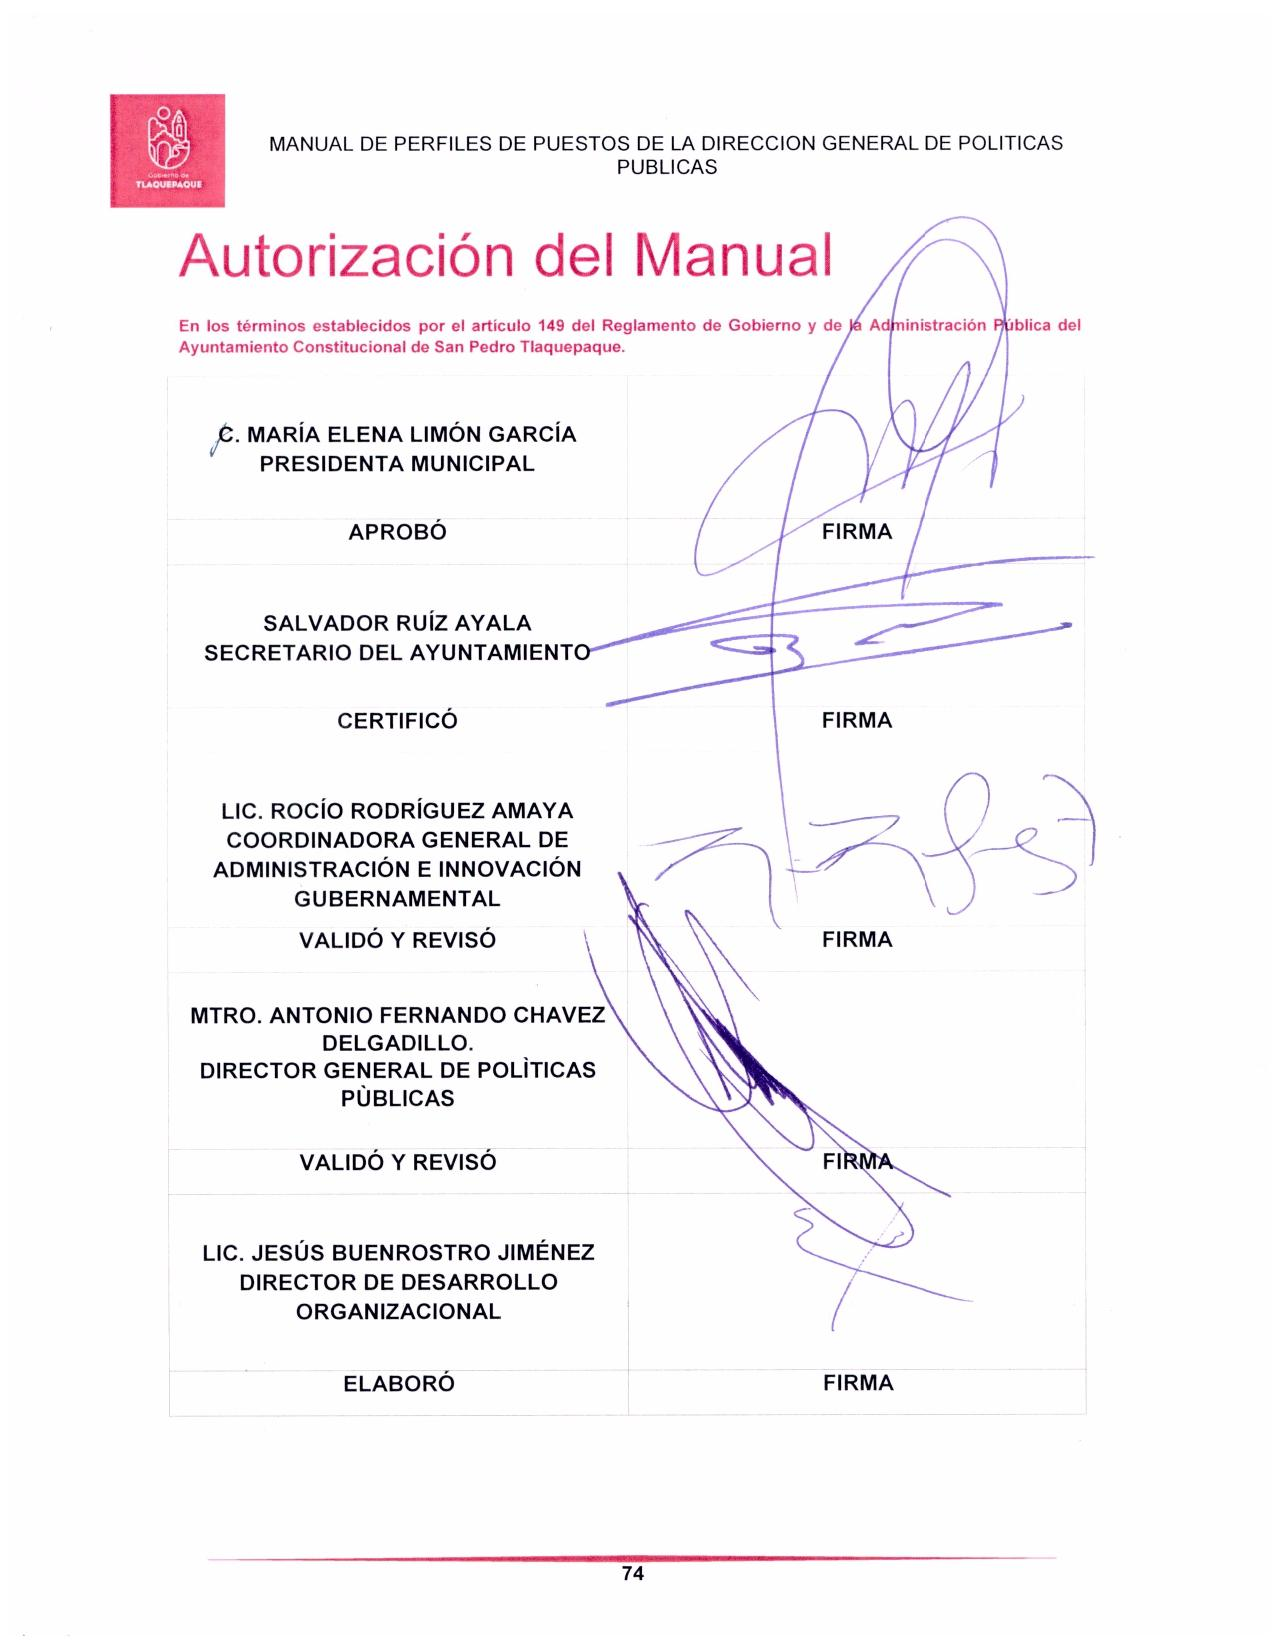 Gobierno de
TLAQUEPAQUE
MANUAL DE PERFILES DE PUESTOS DE LA DIRECCION GENERAL DE POLITICAS
PUBLICAS
Autorización del Manual
En los términos establecidos por el artículo 149 del Reglamento de Gobierno y de la Administración Pública del
Ayuntamiento Constitucional de San Pedro Tlaquepaque.
C. MARÍA ELENA LIMÓN GARCÍA
PRESIDENTA MUNICIPAL
APROBÓ FIRMA
SALVADOR RUÍZ AYALA
SECRETARIO DEL AYUNTAMIENTO
CERTIFICÓ FIRMA
LIC. ROCÍO RODRÍGUEZ AMAYA
COORDINADORA GENERAL DE
ADMINISTRACIÓN E INNOVACIÓN
GUBERNAMENTAL
VALIDÓ Y REVISÓ FIRMA
MTRO. ANTONIO FERNANDO CHAVEZ
DELGADILLO.
DIRECTOR GENERAL DE POLÌTICAS
PÙBLICAS
VALIDÓ Y REVISÓ FIRMA
LIC. JESÚS BUENROSTRO JIMÉNEZ
DIRECTOR DE DESARROLLO
ORGANIZACIONAL
ELABORÓ FIRMA
74